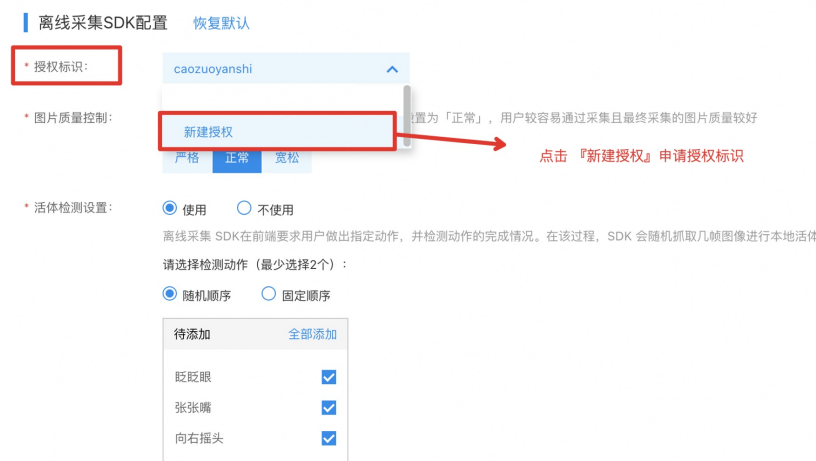 离线采集SDK配置 恢复默认
* 授权标识:
caozuoyanshi
* 图片质量控制:
置为「正常」,用户较容易通过采集且最终采集的图片质量较好
新建授权
点击 『新建授权』申请授权标识
严格 正常 宽松
* 活体检测设置:
使用 不使用
离线采集 SDK在前端要求用户做出指定动作,并检测动作的完成情况。在该过程,SDK 会随机抓取几帧图像进行本地活体
请选择检测动作(最少选择2个):
随机顺序 固定顺序
待添加 全部添加
眨眨眼
张张嘴
向右摇头